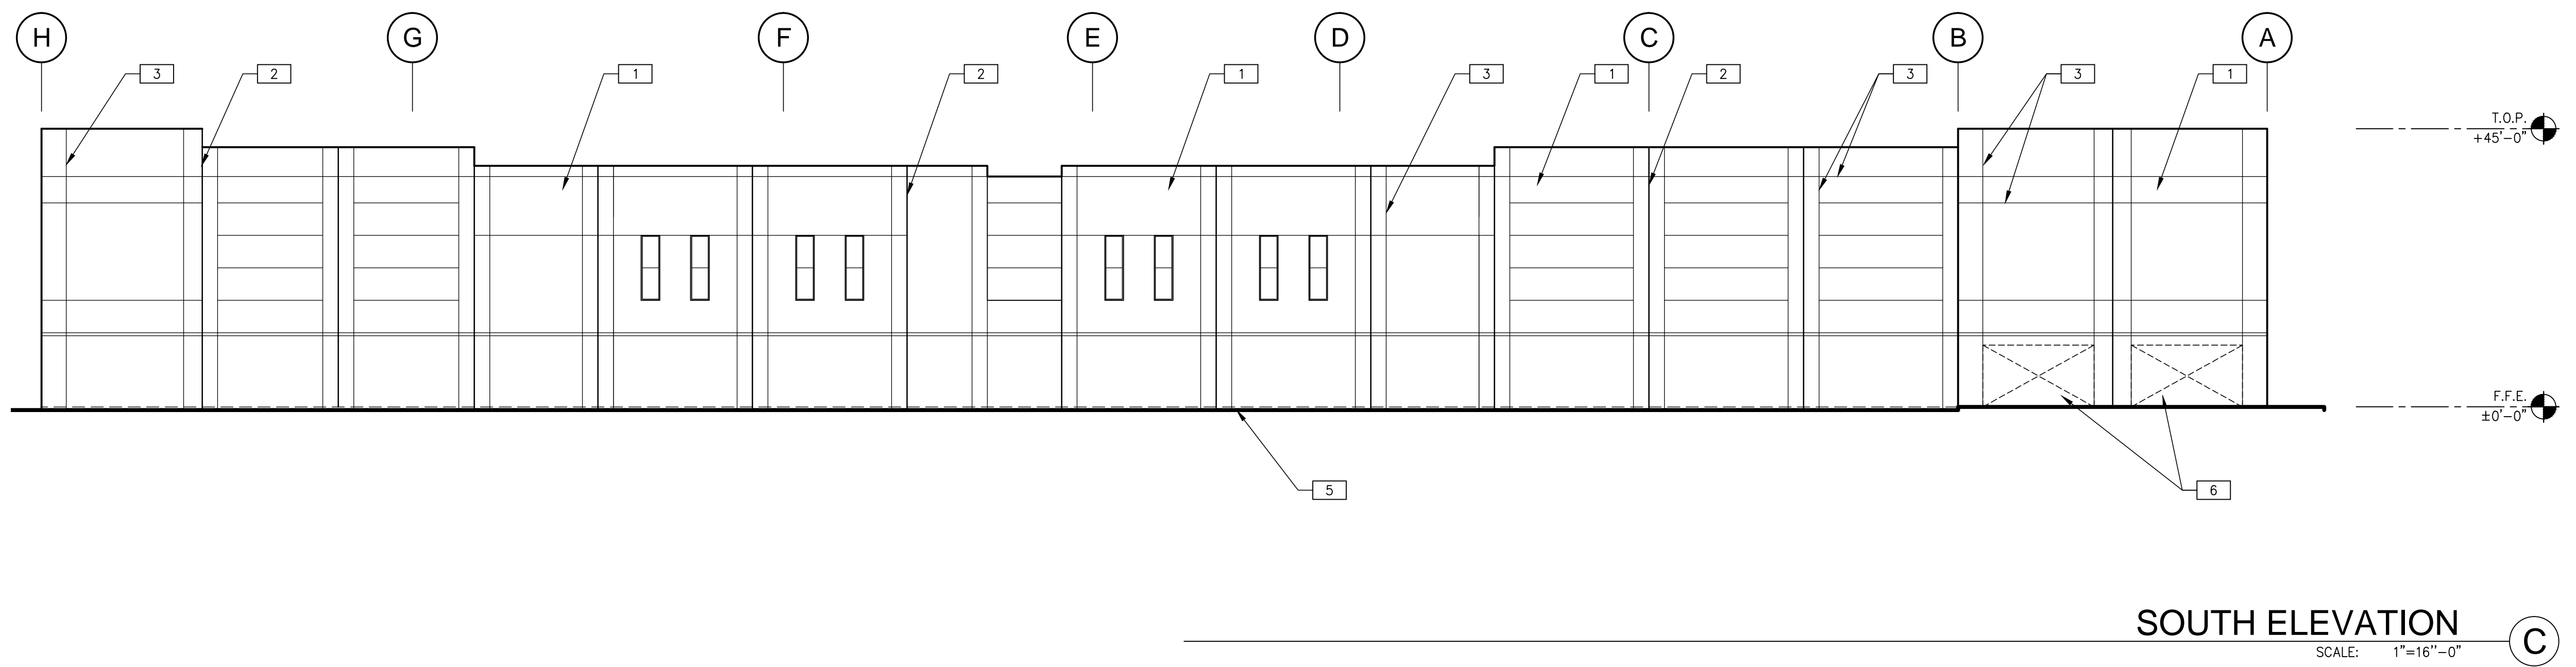 H G F E D C B A
3 2 1 2 1 3 1 2 3 3 1
T.O.P.
+45'-0"
F.F.E.
±0'-0"
5 6
SOUTH ELEVATION
SCALE: 1"=16''-0"
C